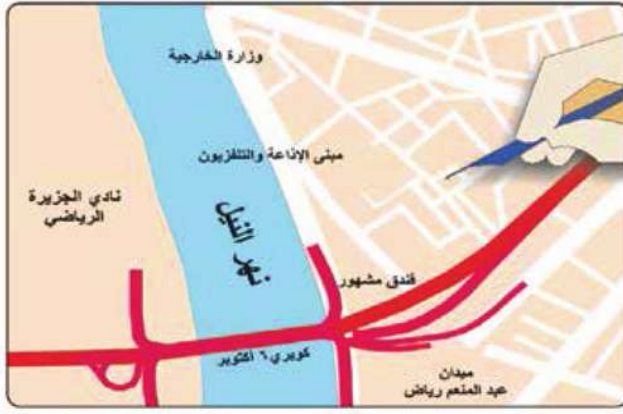 وزارة الخارجية
مبنى الإذاعة والتلفزيون
نادي الجزيرة
الرياضي
نهر النيل
فندق مشهور
كوبري ٦ أكتوبر
ميدان
عبد المنعم رياض